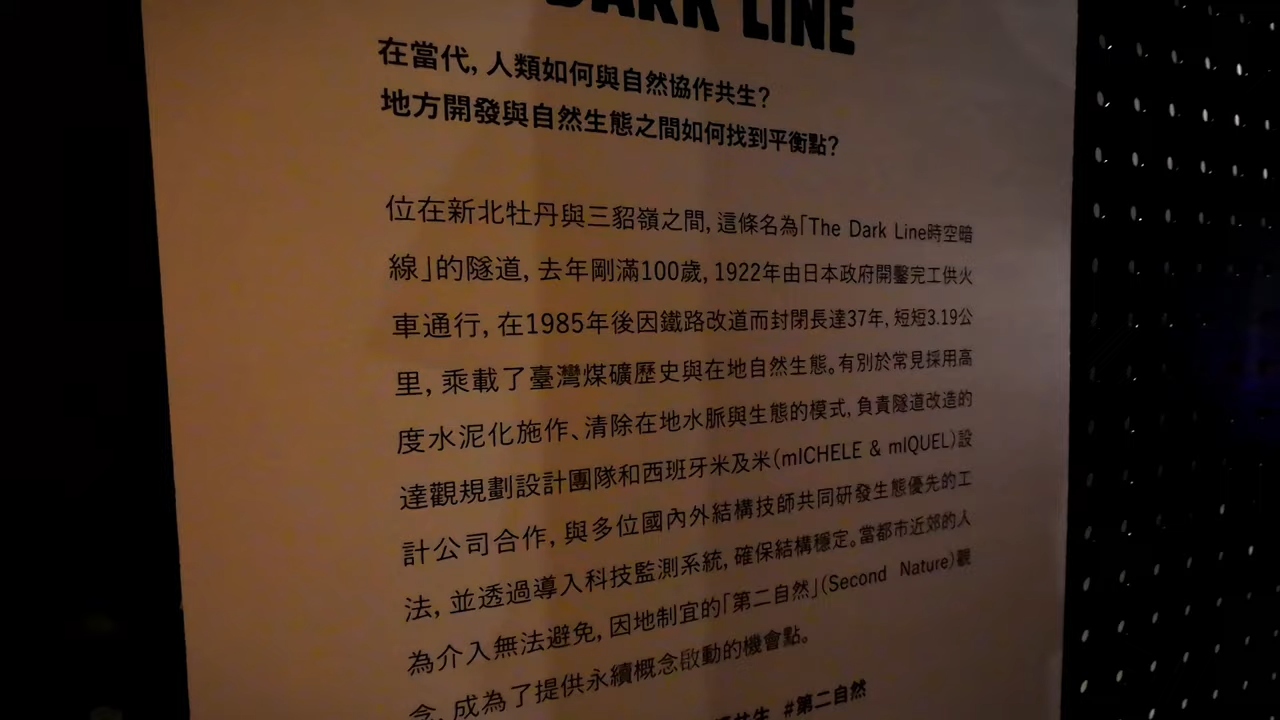 DARK LINE
在當代, 人類如何與自然協作共生?
地方開發與自然生態之間如何找到平衡點?
位在新北牡丹與三貂嶺之間, 這條名為「The Dark Line時空暗
線」的隧道, 去年剛滿100歲, 1922年由日本政府開鑿完工供火
車通行, 在1985年後因鐵路改道而封閉長達37年, 短短3.19公
里, 乘載了臺灣煤礦歷史與在地自然生態。有別於常見採用高
度水泥化施作、清除在地水脈與生態的模式, 負責隧道改造的
達觀規劃設計團隊和西班牙米及米(mICHELE & mIQUEL)設
計公司合作, 與多位國內外結構技師共同研發生態優先的工
法, 並透過導入科技監測系統, 確保結構穩定。當都市近郊的人
為介入無法避免, 因地制宜的「第二自然」(Second Nature)觀
念, 成為了提供永續概念啟動的機會點。
共生 #第二自然